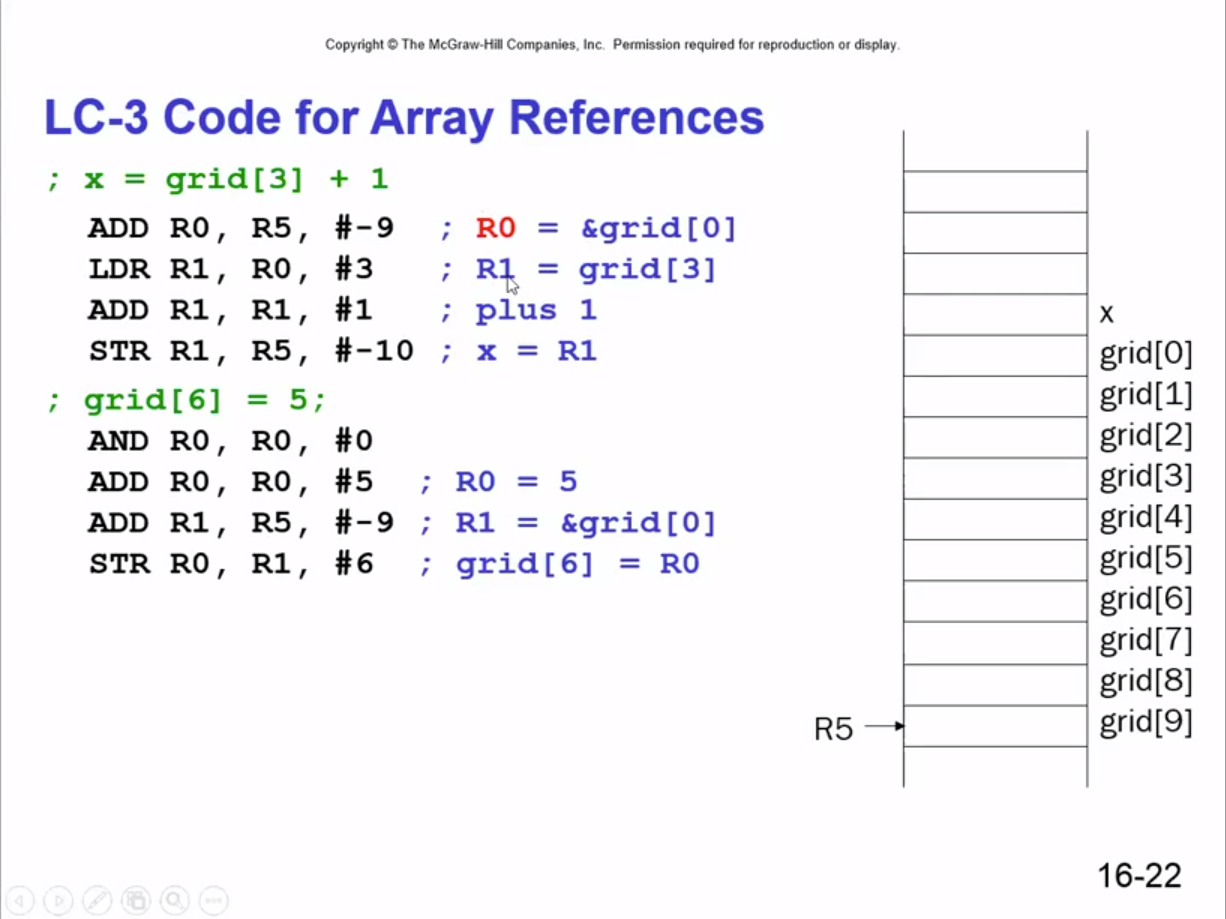 Copyright © The McGraw-Hill Companies, Inc. Permission required for reproduction or display.
LC-3 Code for Array References
; x = grid[3] + 1
ADD R0, R5, #-9 ; R0 = &grid[0]
LDR R1, R0, #3 ; R1 = grid[3]
ADD R1, R1, #1 ; plus 1
STR R1, R5, #-10 ; x = R1
; grid[6] = 5;
AND R0, R0, #0
ADD R0, R0, #5 ; R0 = 5
ADD R1, R5, #-9 ; R1 = &grid[0]
STR R0, R1, #6 ; grid[6] = R0
x
grid[0]
grid[1]
grid[2]
grid[3]
grid[4]
grid[5]
grid[6]
grid[7]
grid[8]
grid[9]
R5
16-22